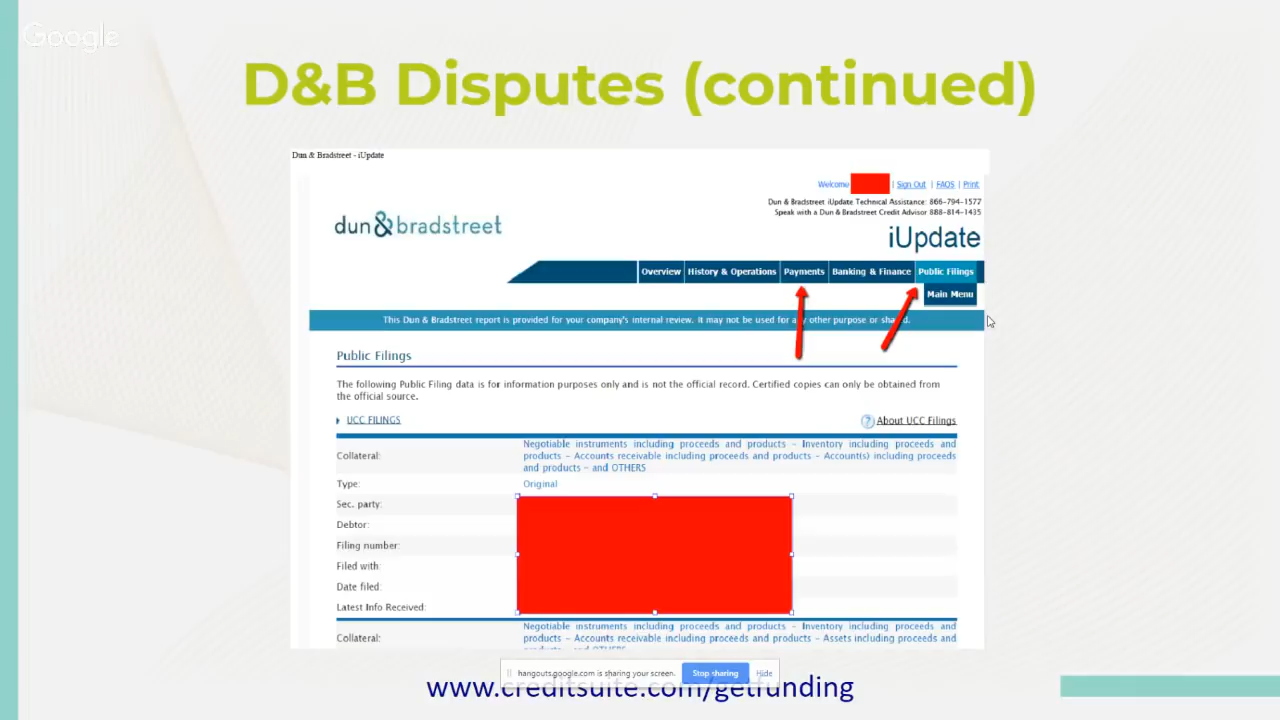 Google
D&B Disputes (continued)
Dun & Bradstreet - iUpdate
Welcome | Sign Out | FAQS | Print
Dun & Bradstreet iUpdate Technical Assistance: 866-794-1577
Speak with a Dun & Bradstreet Credit Advisor 888-814-1435
dun&bradstreet
iUpdate
Overview History & Operations Payments Banking & Finance Public Filings
Main Menu
This Dun & Bradstreet report is provided for your company's internal review. It may not be used for any other purpose or shared.
Public Filings
The following Public Filing data is for information purposes only and is not the official record. Certified copies can only be obtained from
the official source.
UCC FILINGS
? About UCC Filings
Negotiable instruments including proceeds and products - Inventory including proceeds and
Collateral: products - Accounts receivable including proceeds and products - Account(s) including proceeds
and products - and OTHERS
Type: Original
Sec. party:
Debtor:
Filing number:
Filed with:
Date filed:
Latest Info Received:
Negotiable instruments including proceeds and products - Inventory including proceeds and
Collateral: products - Accounts receivable including proceeds and products - Assets including proceeds and
hangouts.google.com is sharing your screen. Stop sharing Hide
www.creditsuite.com/getfunding